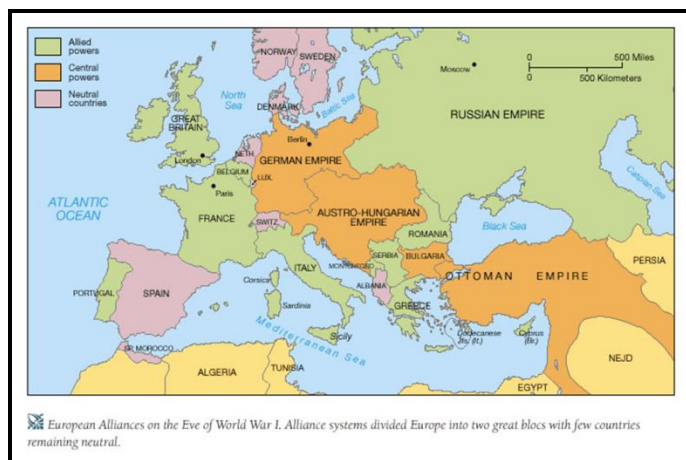 Allied
powers
Central
powers
Neutral
countries
NORWAY
SWEDEN
0 500 Miles
0 500 Kilometers
Moscow
North
Sea
DENMARK
Baltic Sea
RUSSIAN EMPIRE
GREAT
BRITAIN
London
NETH.
Berlin
GERMAN EMPIRE
BELGIUM
LUX.
Paris
Caspian Sea
ATLANTIC
OCEAN
FRANCE
SWITZ.
AUSTRO-HUNGARIAN
EMPIRE
ROMANIA
Black Sea
ITALY
SERBIA
BULGARIA
MONTENEGRO
ALBANIA
OTTOMAN EMPIRE
PERSIA
Corsica
PORTUGAL
SPAIN
Sardinia
GREECE
Sicily
Dodecanese
Is. (It.)
Cyprus
(Br.)
Mediterranean Sea
SP. MOROCCO
ALGERIA
TUNISIA
NEJD
EGYPT
European Alliances on the Eve of World War I. Alliance systems divided Europe into two great blocs with few countries
remaining neutral.